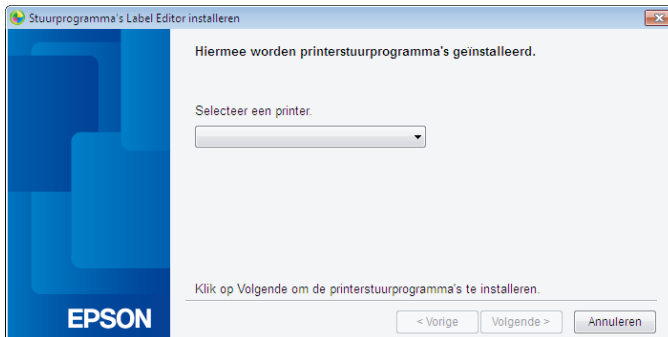 Stuurprogramma's Label Editor installeren
Hiermee worden printerstuurprogramma's geïnstalleerd.
Selecteer een printer.
Klik op Volgende om de printerstuurprogramma's te installeren.
EPSON
< Vorige
Volgende >
Annuleren